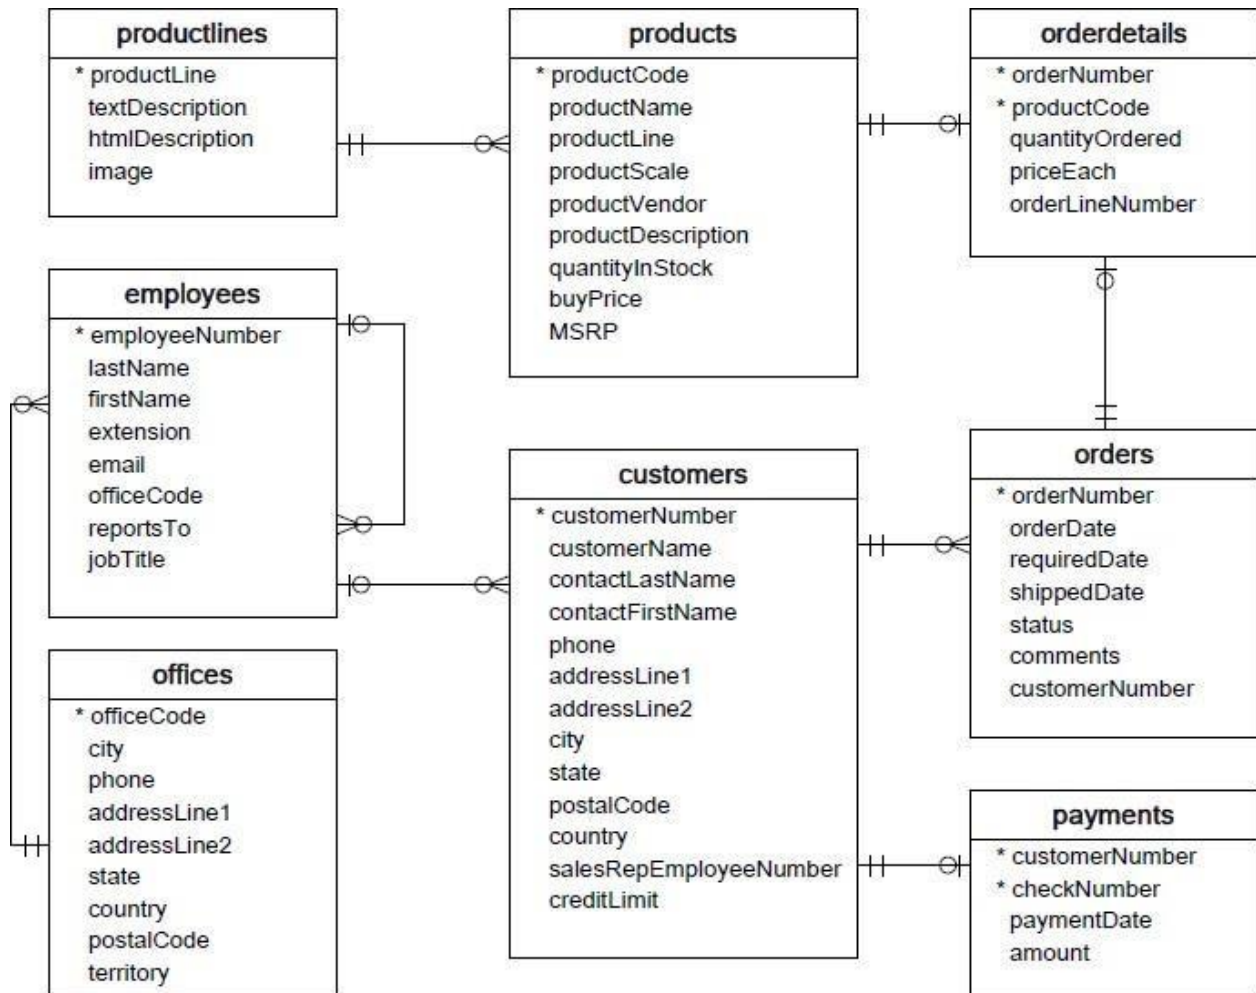 productlines
* productLine
textDescription
htmlDescription
image
products
* productCode
productName
productLine
productScale
productVendor
productDescription
quantityInStock
buyPrice
MSRP
orderdetails
* orderNumber
* productCode
quantityOrdered
priceEach
orderLineNumber
employees
* employeeNumber
lastName
firstName
extension
email
officeCode
reportsTo
jobTitle
customers
* customerNumber
customerName
contactLastName
contactFirstName
phone
addressLine1
addressLine2
city
state
postalCode
country
salesRepEmployeeNumber
creditLimit
orders
* orderNumber
orderDate
requiredDate
shippedDate
status
comments
customerNumber
offices
* officeCode
city
phone
addressLine1
addressLine2
state
country
postalCode
territory
payments
* customerNumber
* checkNumber
paymentDate
amount